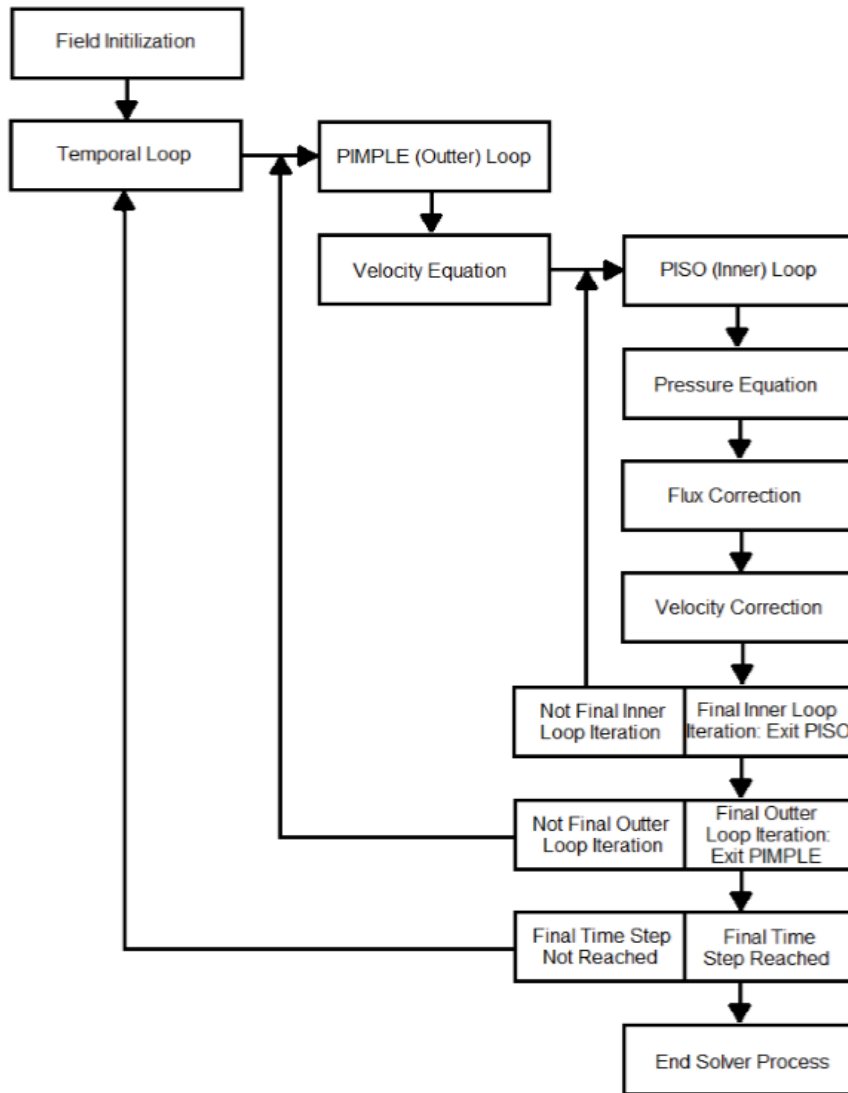 Field Initilization
Temporal Loop
PIMPLE (Outter) Loop
Velocity Equation
PISO (Inner) Loop
Pressure Equation
Flux Correction
Velocity Correction
Not Final Inner
Loop Iteration
Final Inner Loop
Iteration: Exit PISO
Not Final Outter
Loop Iteration
Final Outter
Loop Iteration:
Exit PIMPLE
Final Time Step
Not Reached
Final Time
Step Reached
End Solver Process